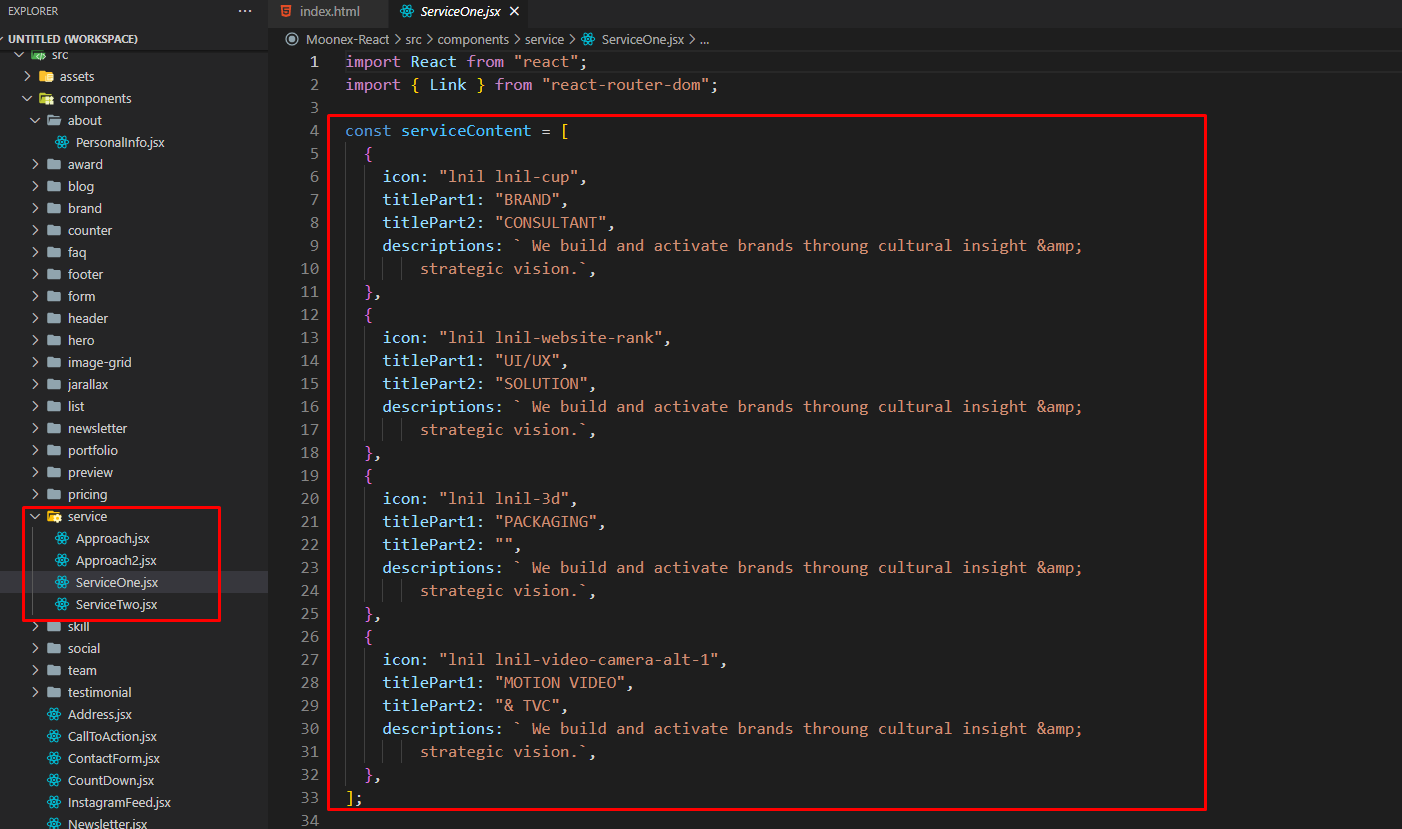 EXPLORER
...
index.html
ServiceOne.jsx
UNTITLED (WORKSPACE)
Moonex-React > src > components > service > ServiceOne.jsx > ...
src
assets
components
about
PersonalInfo.jsx
award
blog
brand
counter
faq
footer
form
header
hero
image-grid
jarallax
list
newsletter
portfolio
preview
pricing
service
Approach.jsx
Approach2.jsx
ServiceOne.jsx
ServiceTwo.jsx
skill
social
team
testimonial
Address.jsx
CallToAction.jsx
ContactForm.jsx
CountDown.jsx
InstagramFeed.jsx
Newsletter.jsx
1 import React from "react";
2 import { Link } from "react-router-dom";
3
4 const serviceContent = [
5 {
6 icon: "lnil lnil-cup",
7 titlePart1: "BRAND",
8 titlePart2: "CONSULTANT",
9 descriptions: ` We build and activate brands throung cultural insight &amp;
10 strategic vision.`,
11 },
12 {
13 icon: "lnil lnil-website-rank",
14 titlePart1: "UI/UX",
15 titlePart2: "SOLUTION",
16 descriptions: ` We build and activate brands throung cultural insight &amp;
17 strategic vision.`,
18 },
19 {
20 icon: "lnil lnil-3d",
21 titlePart1: "PACKAGING",
22 titlePart2: "",
23 descriptions: ` We build and activate brands throung cultural insight &amp;
24 strategic vision.`,
25 },
26 {
27 icon: "lnil lnil-video-camera-alt-1",
28 titlePart1: "MOTION VIDEO",
29 titlePart2: "& TVC",
30 descriptions: ` We build and activate brands throung cultural insight &amp;
31 strategic vision.`,
32 },
33 ];
34